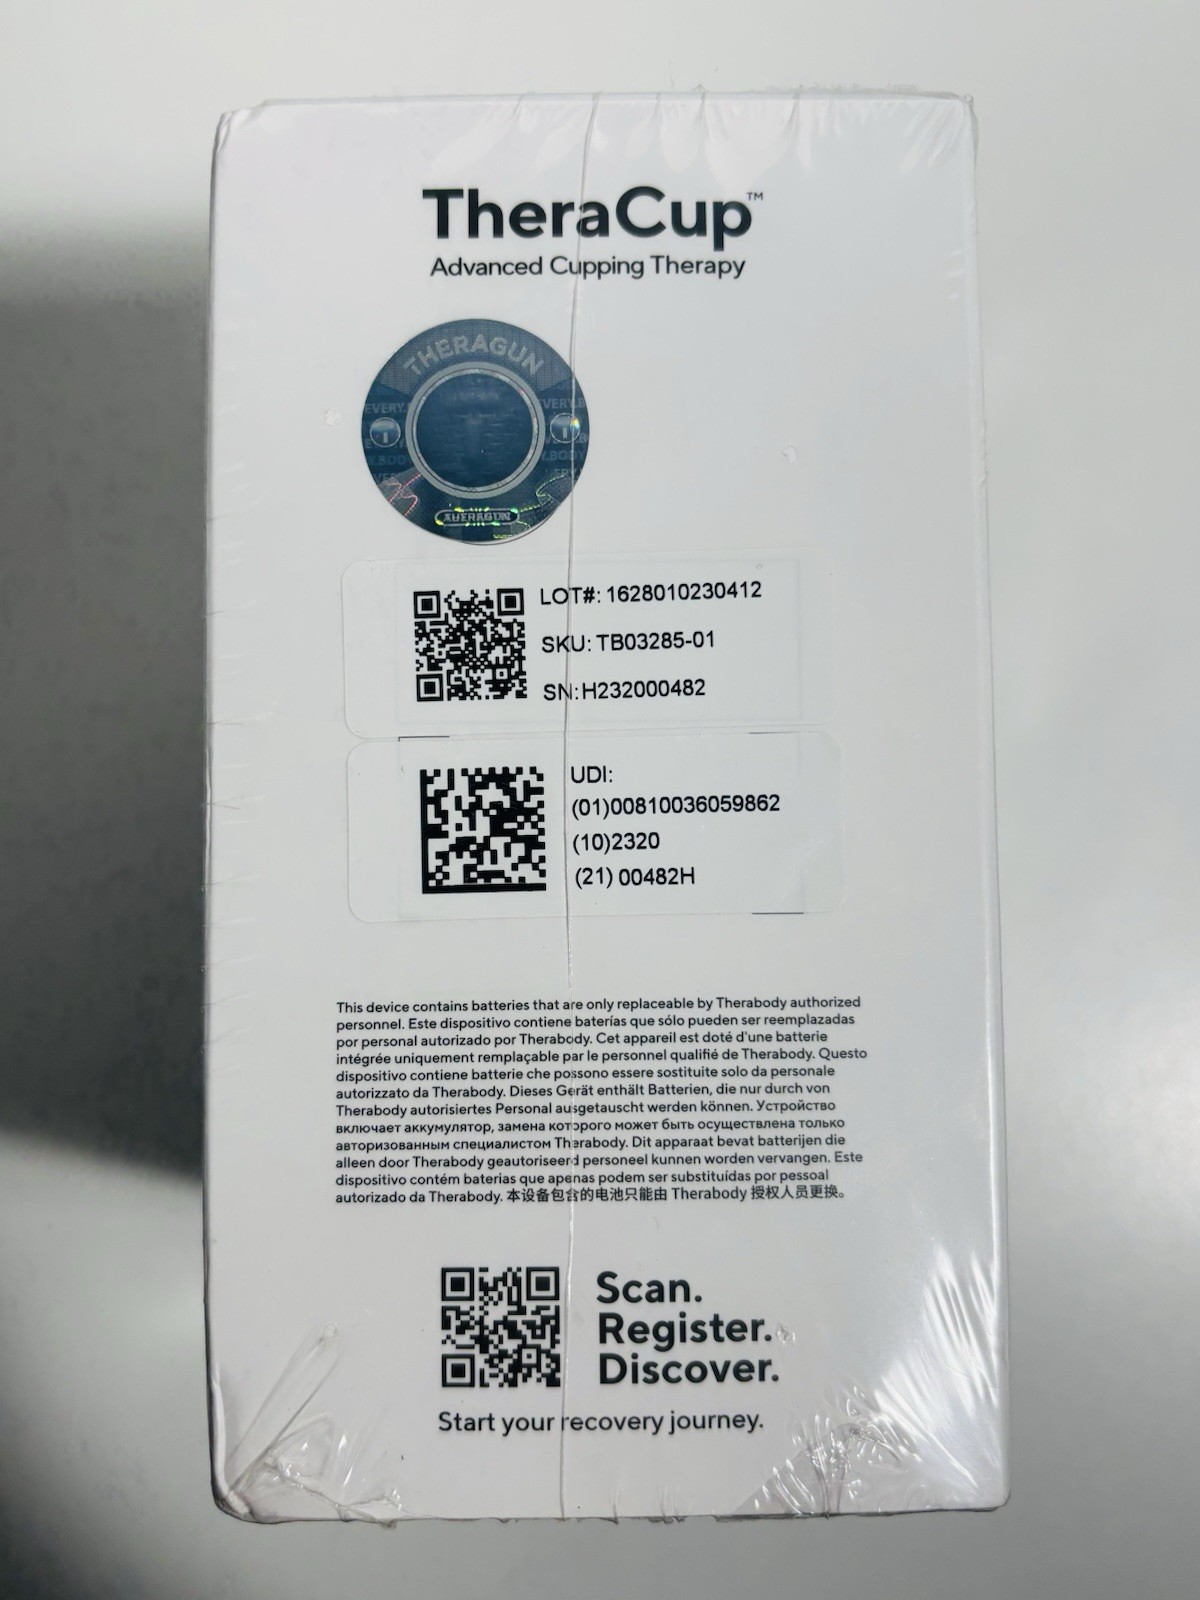 TheraCup™
Advanced Cupping Therapy
THERAGUN
LOT#: 1628010230412
SKU: TB03285-01
SN:H232000482
UDI:
(01)00810036059862
(10)2320
(21) 00482H
This device contains batteries that are only replaceable by Therabody authorized
personnel. Este dispositivo contiene baterías que sólo pueden ser reemplazadas
por personal autorizado por Therabody. Cet appareil est doté d'une batterie
intégrée uniquement remplaçable par le personnel qualifié de Therabody. Questo
dispositivo contiene batterie che possono essere sostituite solo da personale
autorizzato da Therabody. Dieses Gerät enthält Batterien, die nur durch von
Therabody autorisiertes Personal ausgetauscht werden können. Устройство
включает аккумулятор, замена которого может быть осуществлена только
авторизованным специалистом Therabody. Dit apparaat bevat batterijen die
alleen door Therabody geautoriseerd personeel kunnen worden vervangen. Este
dispositivo contém baterias que apenas podem ser substituídas por pessoal
autorizado da Therabody. 本设备包含的电池只能由 Therabody 授权人员更换。
Scan.
Register.
Discover.
Start your recovery journey.